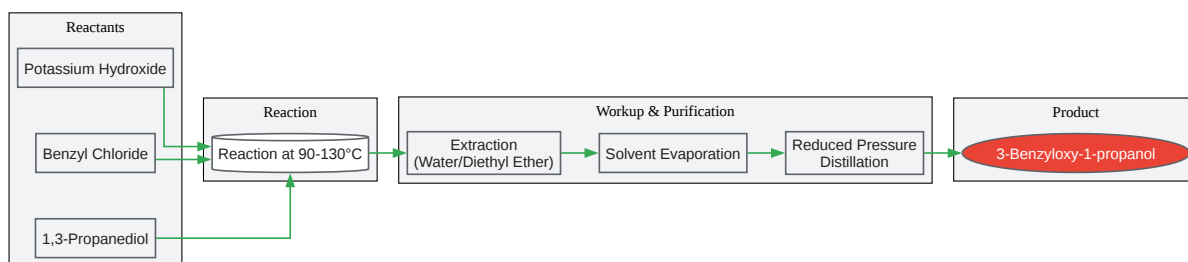 Reactants
Potassium Hydroxide
Benzyl Chloride
1,3-Propanediol
Reaction
Reaction at 90-130°C
Workup & Purification
Extraction
(Water/Diethyl Ether)
Solvent Evaporation
Reduced Pressure
Distillation
Product
3-Benzyloxy-1-propanol